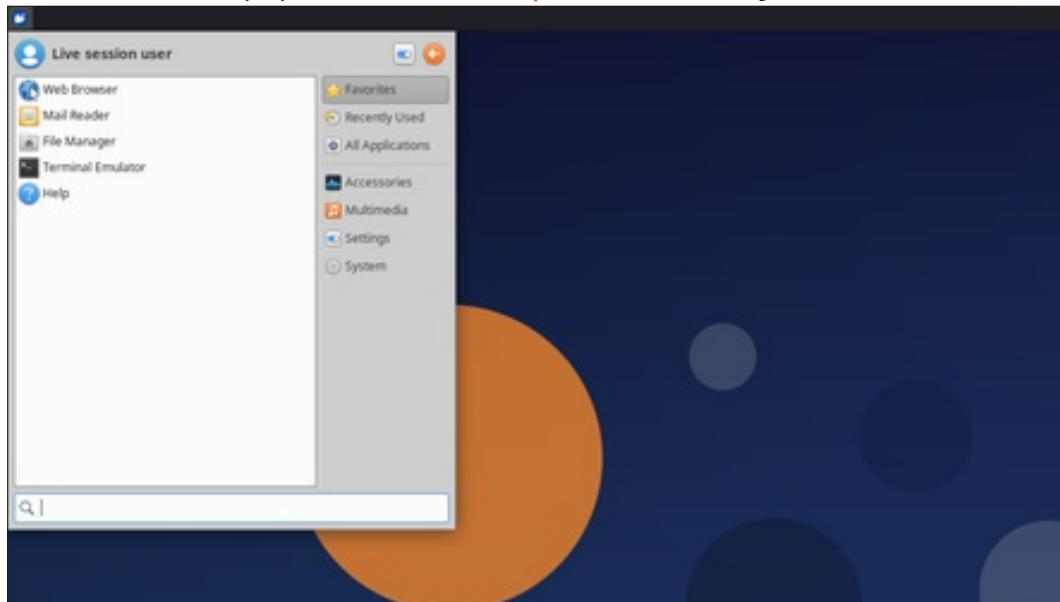 Live session user
Web Browser
Mail Reader
File Manager
Terminal Emulator
Help
Favorites
Recently Used
All Applications
Accessories
Multimedia
Settings
System